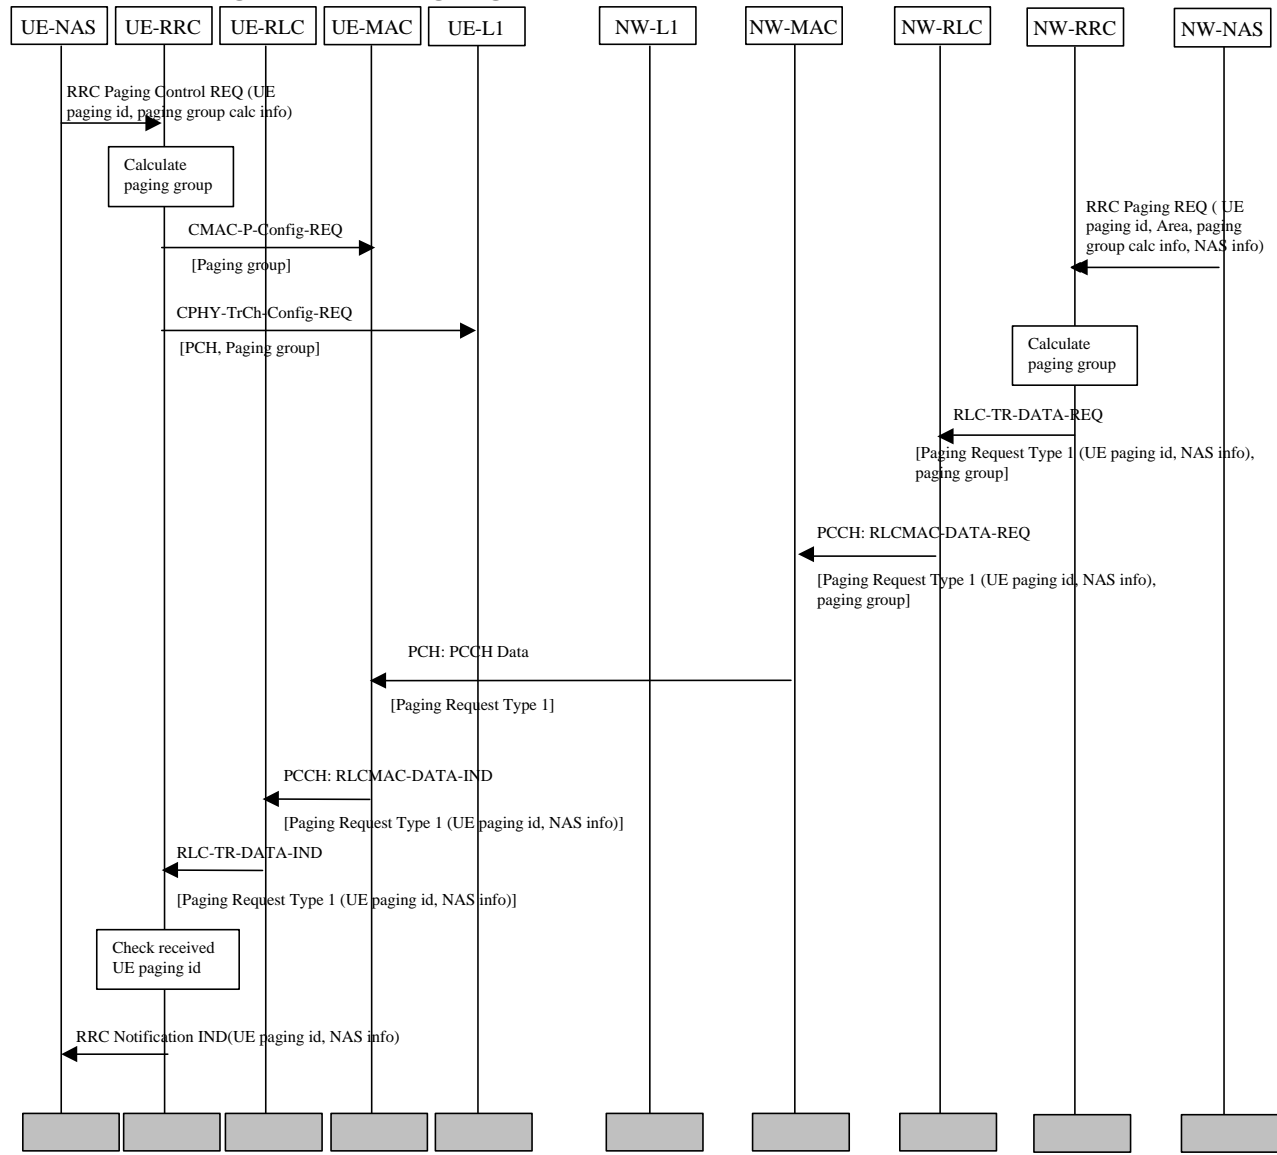 UE-NAS UE-RRC UE-RLC UE-MAC UE-L1 NW-L1 NW-MAC NW-RLC NW-RRC NW-NAS
RRC Paging Control REQ (UE
paging id, paging group calc info)
Calculate
paging group
RRC Paging REQ ( UE
paging id, Area, paging
group calc info, NAS info)
CMAC-P-Config-REQ
[Paging group]
CPHY-TrCh-Config-REQ
[PCH, Paging group]
Calculate
paging group
RLC-TR-DATA-REQ
[Paging Request Type 1 (UE paging id, NAS info),
paging group]
PCCH: RLCMAC-DATA-REQ
[Paging Request Type 1 (UE paging id, NAS info),
paging group]
PCH: PCCH Data
[Paging Request Type 1]
PCCH: RLCMAC-DATA-IND
[Paging Request Type 1 (UE paging id, NAS info)]
RLC-TR-DATA-IND
[Paging Request Type 1 (UE paging id, NAS info)]
Check received
UE paging id
RRC Notification IND(UE paging id, NAS info)